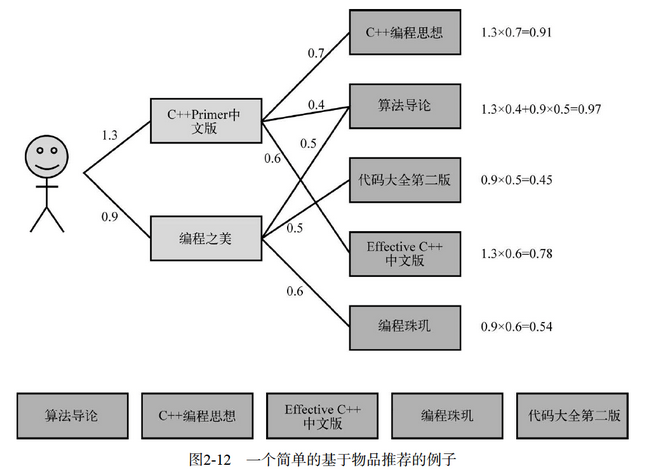 C++编程思想
1.3×0.7=0.91
0.7
C++Primer中
文版
0.4
算法导论
1.3×0.4+0.9×0.5=0.97
1.3
0.5
0.6
代码大全第二版
0.9×0.5=0.45
0.9
编程之美
0.5
Effective C++
中文版
1.3×0.6=0.78
0.6
编程珠玑
0.9×0.6=0.54
算法导论
C++编程思想
Effective C++
中文版
编程珠玑
代码大全第二版
图2-12 一个简单的基于物品推荐的例子